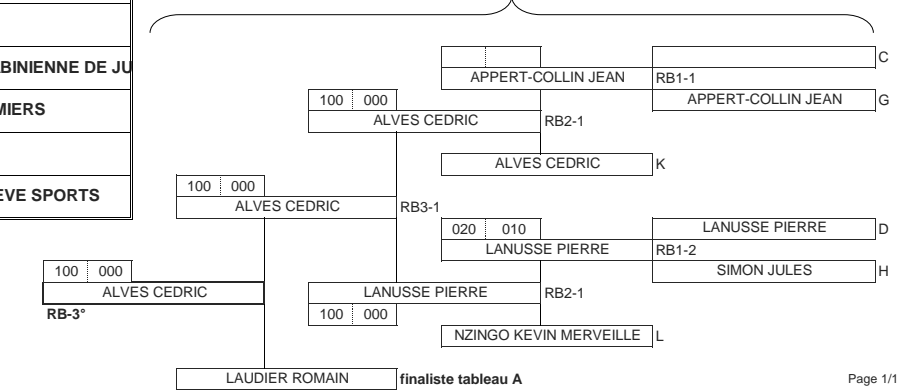 BINIENNE DE JU
MIERS
EVE SPORTS
C
APPERT-COLLIN JEAN RB1-1
100 000 APPERT-COLLIN JEAN G
ALVES CEDRIC RB2-1
ALVES CEDRIC K
100 000
ALVES CEDRIC RB3-1
020 010 LANUSSE PIERRE D
LANUSSE PIERRE RB1-2
100 000 SIMON JULES H
ALVES CEDRIC LANUSSE PIERRE RB2-1
RB-3° 100 000
NZINGO KEVIN MERVEILLE L
LAUDIER ROMAIN finaliste tableau A
Page 1/1